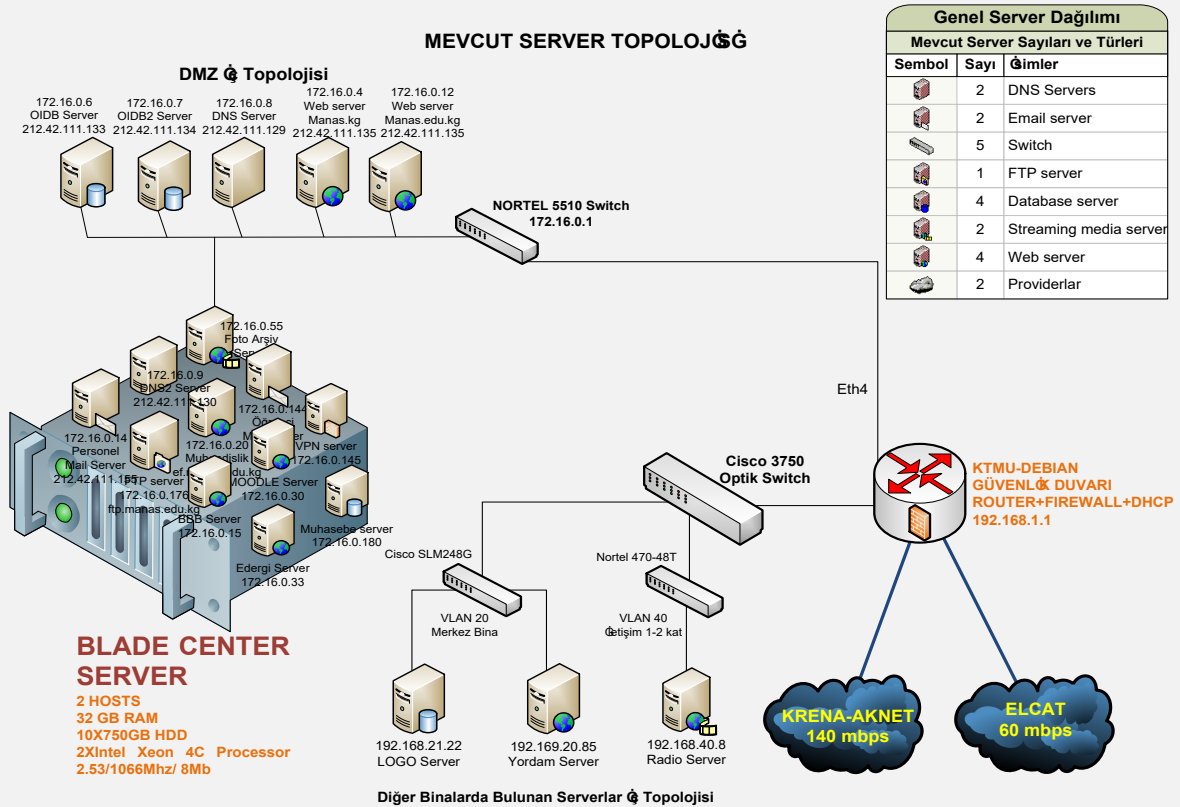 MEVCUT SERVER TOPOLOJİSİ
Genel Server Dağılımı
Mevcut Server Sayıları ve Türleri
Sembol Sayı İsimler
2 DNS Servers
2 Email server
5 Switch
1 FTP server
4 Database server
2 Streaming media server
4 Web server
2 Providerlar
DMZ İç Topolojisi
172.16.0.6
OIDB Server
212.42.111.133
172.16.0.7
OIDB2 Server
212.42.111.134
172.16.0.8
DNS Server
212.42.111.129
172.16.0.4
Web server
Manas.kg
212.42.111.135
172.16.0.12
Web server
Manas.edu.kg
212.42.111.135
NORTEL 5510 Switch
172.16.0.1
Eth4
172.16.0.55
Foto Arşiv
172.16.0.9
DNS2 Server
212.42.111.130
172.16.0.144
172.16.0.14
Personel
Mail Server
212.42.111.155
172.16.0.20
VPN server
172.16.0.145
FTP server
172.16.0.176
ftp.manas.edu.kg
MOODLE Server
172.16.0.30
BBB Server
172.16.0.15
Muhasebe server
172.16.0.180
Edergi Server
172.16.0.33
BLADE CENTER
SERVER
2 HOSTS
32 GB RAM
10X750GB HDD
2XIntel Xeon 4C Processor
2.53/1066Mhz/ 8Mb
Cisco 3750
Optik Switch
KTMU-DEBIAN
GÜVENLİK DUVARI
ROUTER+FIREWALL+DHCP
192.168.1.1
Cisco SLM248G
Nortel 470-48T
VLAN 20
Merkez Bina
VLAN 40
İletişim 1-2 kat
192.168.21.22
LOGO Server
192.169.20.85
Yordam Server
192.168.40.8
Radio Server
KRENA-AKNET
140 mbps
ELCAT
60 mbps
Diğer Binalarda Bulunan Serverlar İç Topolojisi